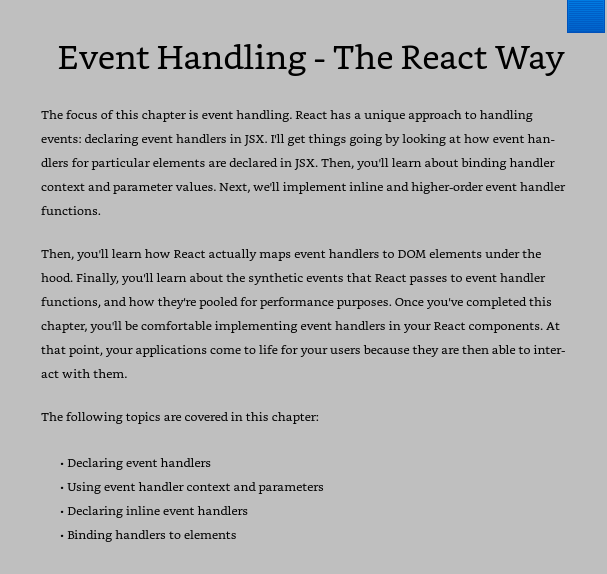 Event Handling - The React Way
The focus of this chapter is event handling. React has a unique approach to handling
events: declaring event handlers in JSX. I'll get things going by looking at how event han-
dlers for particular elements are declared in JSX. Then, you'll learn about binding handler
context and parameter values. Next, we'll implement inline and higher-order event handler
functions.
Then, you'll learn how React actually maps event handlers to DOM elements under the
hood. Finally, you'll learn about the synthetic events that React passes to event handler
functions, and how they're pooled for performance purposes. Once you've completed this
chapter, you'll be comfortable implementing event handlers in your React components. At
that point, your applications come to life for your users because they are then able to inter-
act with them.
The following topics are covered in this chapter:
• Declaring event handlers
• Using event handler context and parameters
• Declaring inline event handlers
• Binding handlers to elements